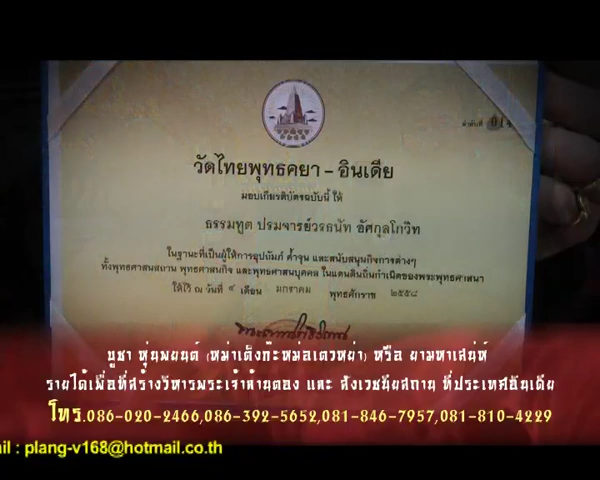 ลำดับที่
วัดไทยพุทธคยา - อินเดีย
มอบเกียรติบัตรฉบับนี้ ให้
ธรรมทูต ปรมจารย์วรธนัท อัศกุลโกวิท
ในฐานะที่เป็นผู้ให้การอุปถัมภ์ ค้ำจุน และสนับสนุนกิจการต่างๆ
ทั้งพุทธศาสนสถาน พุทธศาสนกิจ และพุทธศาสนบุคคล ในแดนดินถิ่นกำเนิดของพระพุทธศาสนา
ให้ไว้ ณ วันที่ ๙ เดือน มกราคม พุทธศักราช ๒๕๕๘
บูชา หุ่นพยนต์ (หม่าเต๊งก๊ะหม่อเตวหย่า) หรือ ยามหาเสน่ห์
รายได้เพื่อที่สร้างวิหารพระเจ้าห้านตอง และ สังเวชนียสถาน ที่ประเทศอินเดีย
โทร.086-020-2466,086-392-5652,081-846-7957,081-810-4229
ail : plang-v168@hotmail.co.th